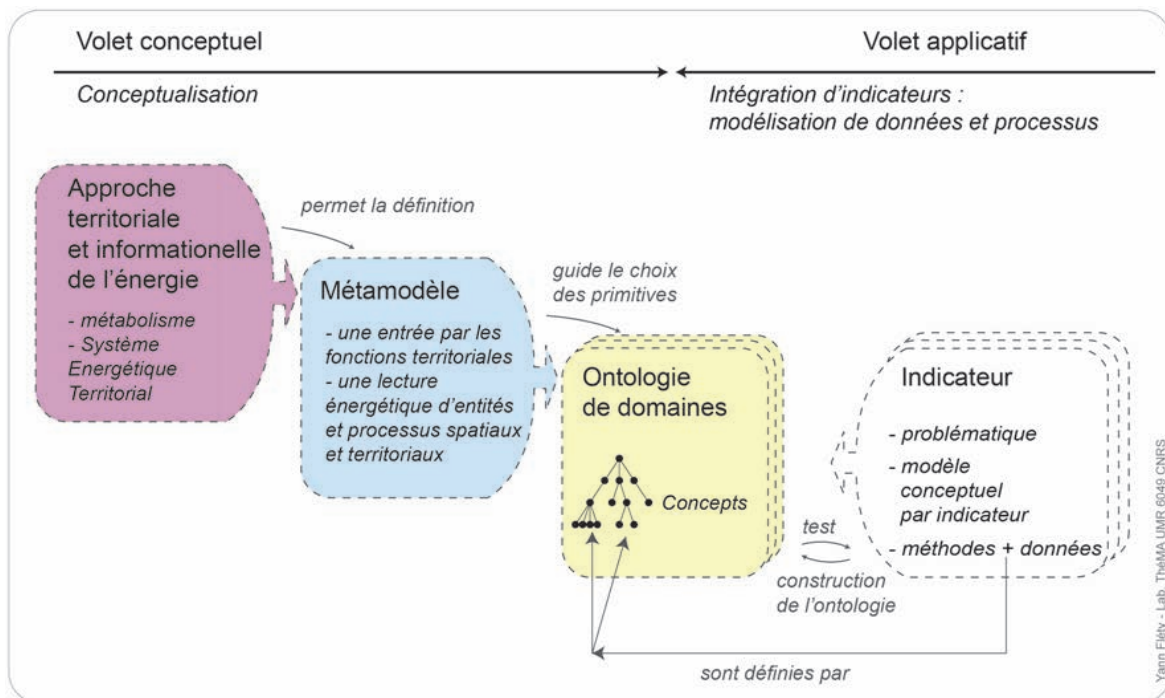 Volet conceptuel
Volet applicatif
Conceptualisation
Intégration d'indicateurs :
modélisation de données et processus
Approche
territoriale
et informationelle
de l'énergie
- métabolisme
- Système
Energétique
Territorial
permet la définition
Métamodèle
- une entrée par les
fonctions territoriales
- une lecture
énergétique d'entités
et processus spatiaux
et territoriaux
guide le choix
des primitives
Ontologie
de domaines
Concepts
Indicateur
- problématique
- modèle
conceptuel
par indicateur
- méthodes + données
test
construction
de l'ontologie
sont définies par
Yann Fléty - Lab. ThéMA UMR 6049 CNRS